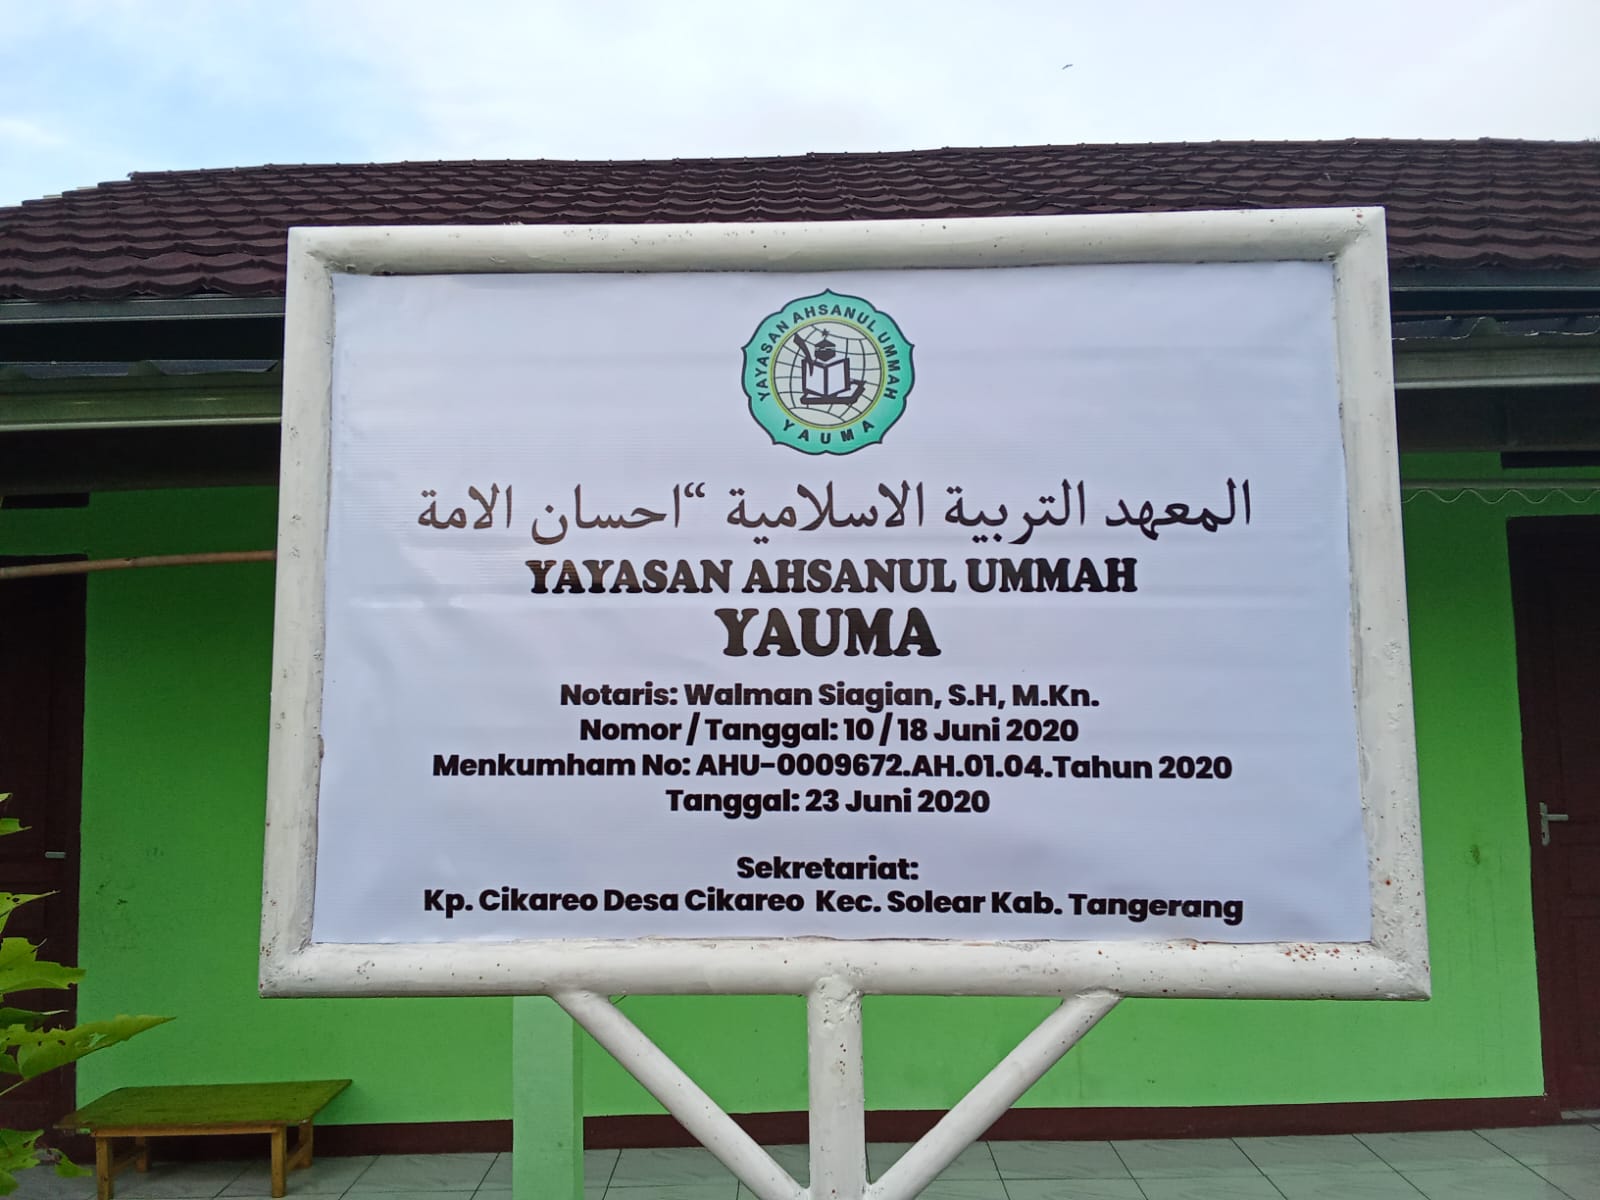 YAYASAN AHSANUL UMMAH
YAUMA
المعهد التربية الاسلامية “احسان الامة
YAYASAN AHSANUL UMMAH
YAUMA
Notaris: Walman Siagian, S.H, M.Kn.
Nomor / Tanggal: 10 / 18 Juni 2020
Menkumham No: AHU-0009672.AH.01.04.Tahun 2020
Tanggal: 23 Juni 2020
Sekretariat:
Kp. Cikareo Desa Cikareo Kec. Solear Kab. Tangerang